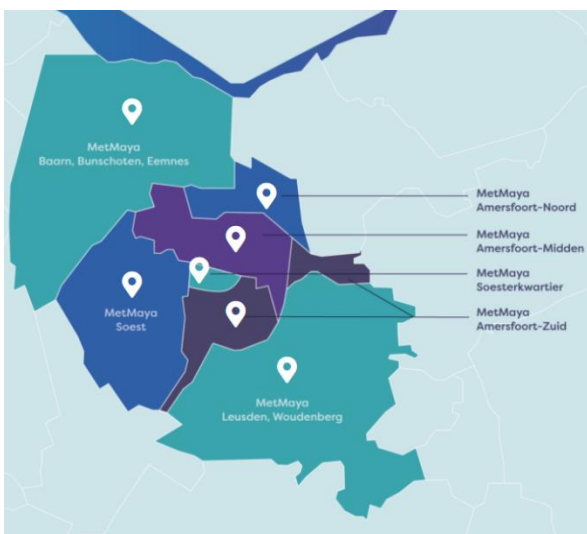 MetMaya
Baarn, Bunschoten, Eemnes
MetMaya
Amersfoort-Noord
MetMaya
Amersfoort-Midden
MetMaya
Soesterkwartier
MetMaya
Amersfoort-Zuid
MetMaya
Soest
MetMaya
Leusden, Woudenberg